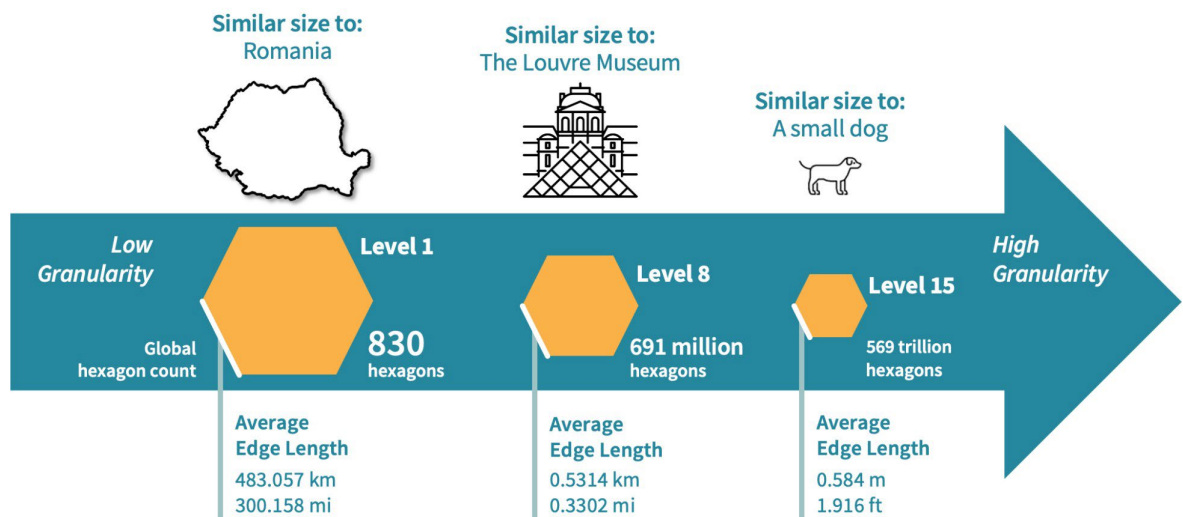 Similar size to:
Romania
Similar size to:
The Louvre Museum
Similar size to:
A small dog
Low
Granularity
Level 1
Global
hexagon count
830
hexagons
Level 8
691 million
hexagons
Level 15
569 trillion
hexagons
High
Granularity
Average
Edge Length
483.057 km
300.158 mi
Average
Edge Length
0.5314 km
0.3302 mi
Average
Edge Length
0.584 m
1.916 ft